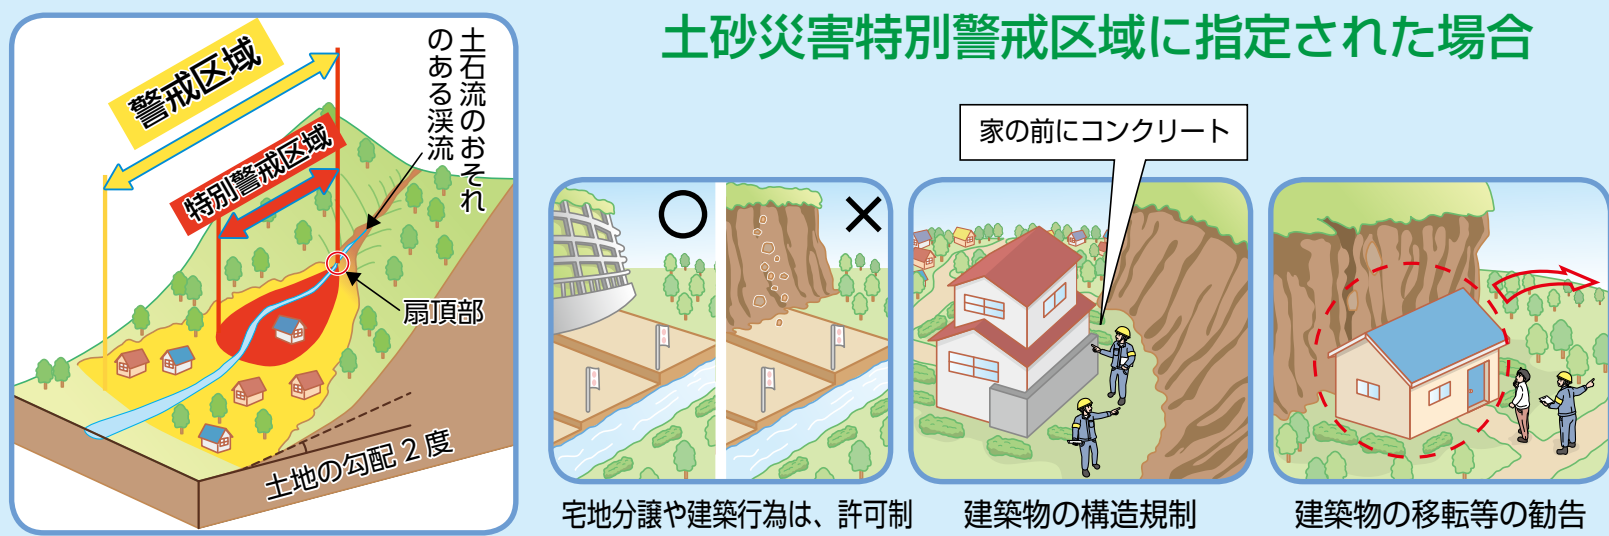 土砂災害特別警戒区域に指定された場合
警戒区域
特別警戒区域
土石流のおそれ
のある渓流
扇頂部
土地の勾配2度
家の前にコンクリート
宅地分譲や建築行為は、許可制
建築物の構造規制
建築物の移転等の勧告